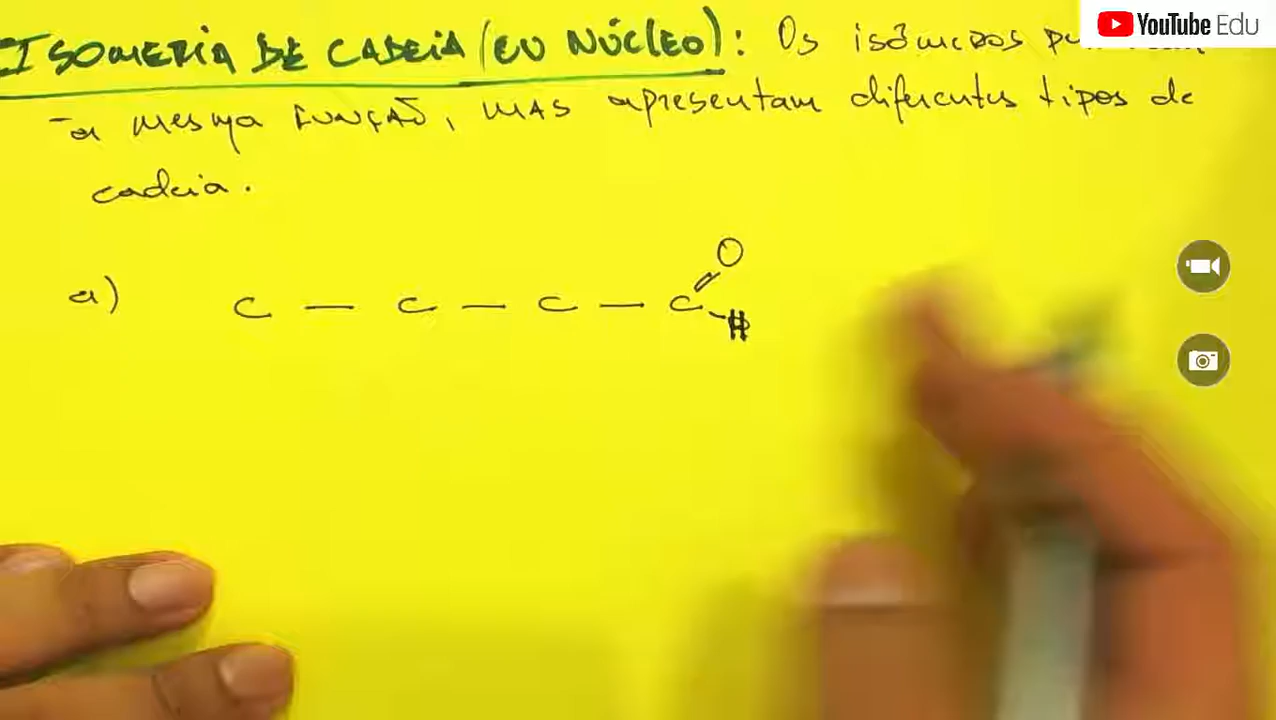 YouTube Edu
ISOMERIA DE CADEIA (OU NÚCLEO): Os isômeros
a mesma FUNÇÃO, MAS apresentam diferentes tipos de
cadeia.
O
a) C — C — C — C
H